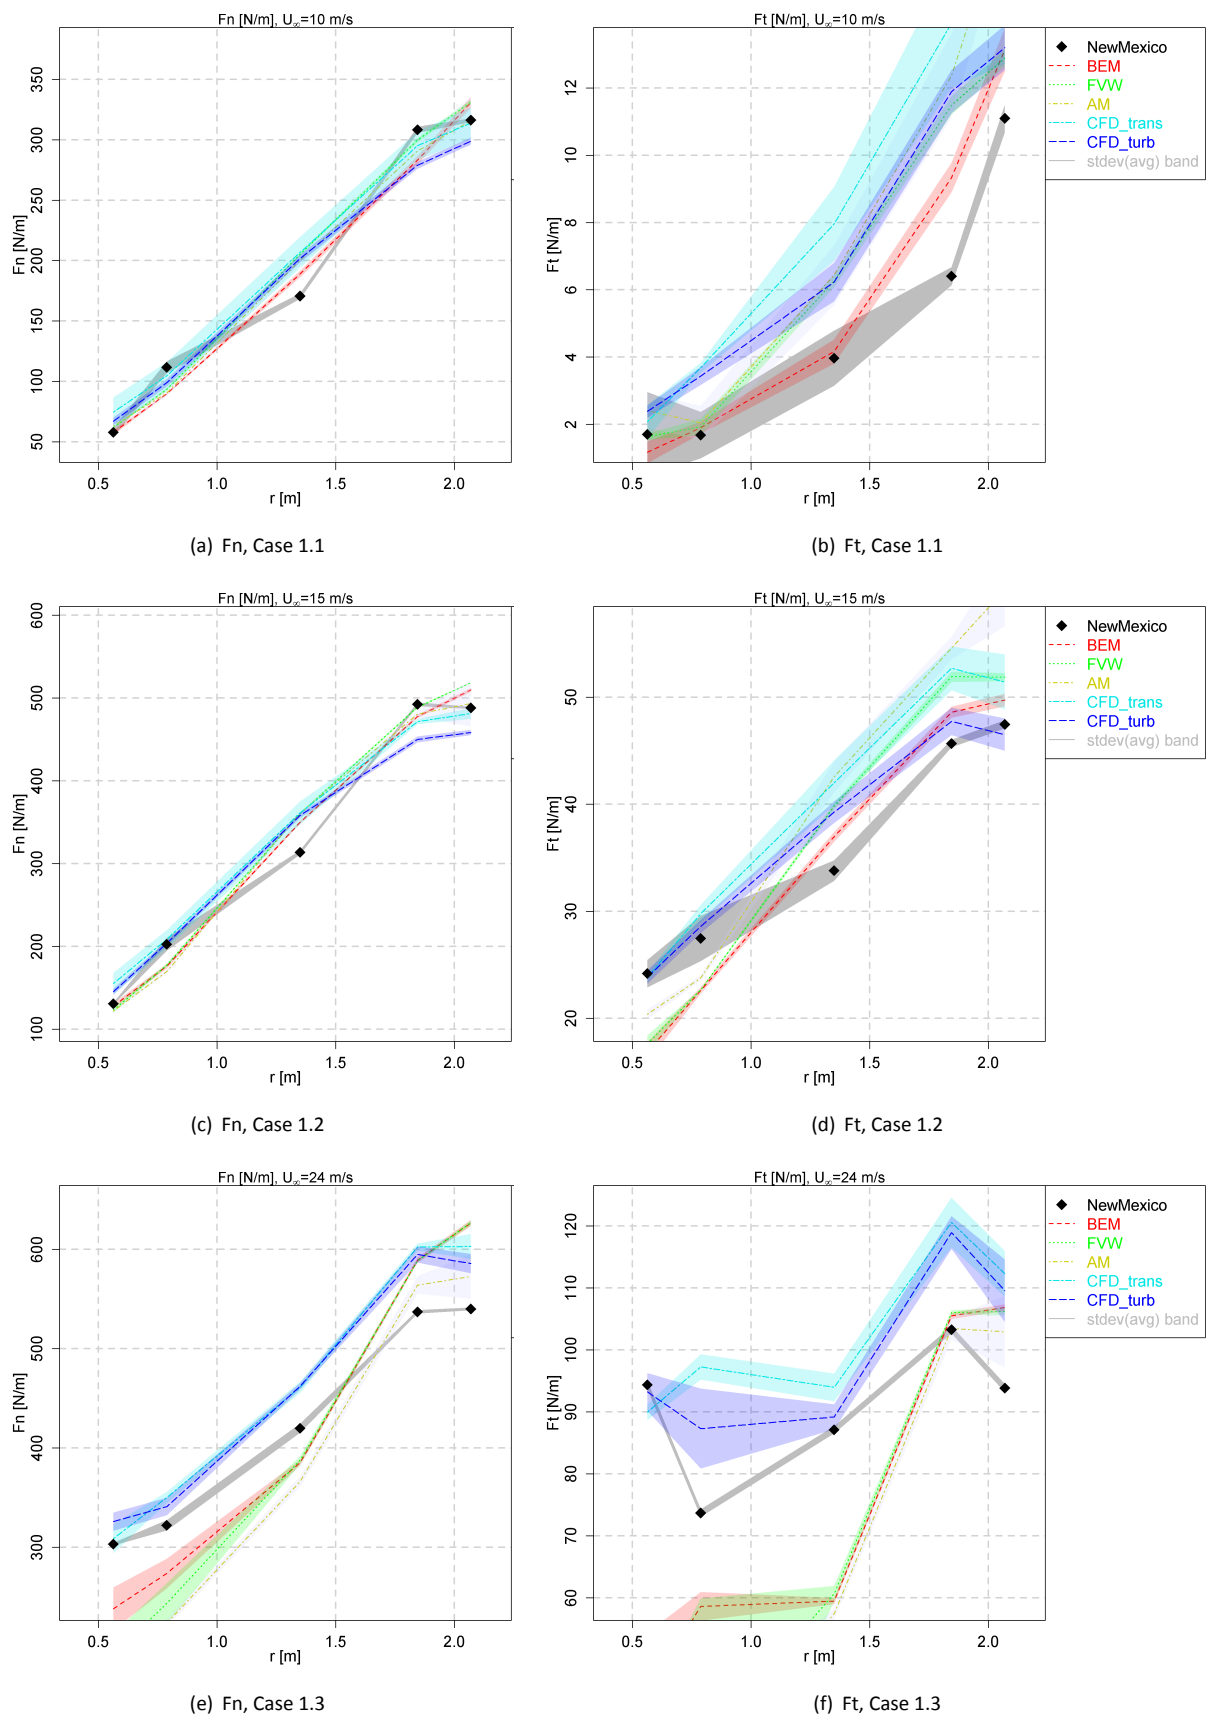 Fn [N/m], U∞=10 m/s
Fn [N/m]
350
300
250
200
150
100
50
0.5 1.0 1.5 2.0
r [m]
(a) Fn, Case 1.1
Ft [N/m], U∞=10 m/s
Ft [N/m]
12
10
8
6
4
2
0.5 1.0 1.5 2.0
r [m]
NewMexico
BEM
FVW
AM
CFD_trans
CFD_turb
stdev(avg) band
(b) Ft, Case 1.1
Fn [N/m], U∞=15 m/s
Fn [N/m]
600
500
400
300
200
100
0.5 1.0 1.5 2.0
r [m]
(c) Fn, Case 1.2
Ft [N/m], U∞=15 m/s
Ft [N/m]
50
40
30
20
0.5 1.0 1.5 2.0
r [m]
NewMexico
BEM
FVW
AM
CFD_trans
CFD_turb
stdev(avg) band
(d) Ft, Case 1.2
Fn [N/m], U∞=24 m/s
Fn [N/m]
600
500
400
300
0.5 1.0 1.5 2.0
r [m]
(e) Fn, Case 1.3
Ft [N/m], U∞=24 m/s
Ft [N/m]
120
110
100
90
80
70
60
0.5 1.0 1.5 2.0
r [m]
NewMexico
BEM
FVW
AM
CFD_trans
CFD_turb
stdev(avg) band
(f) Ft, Case 1.3